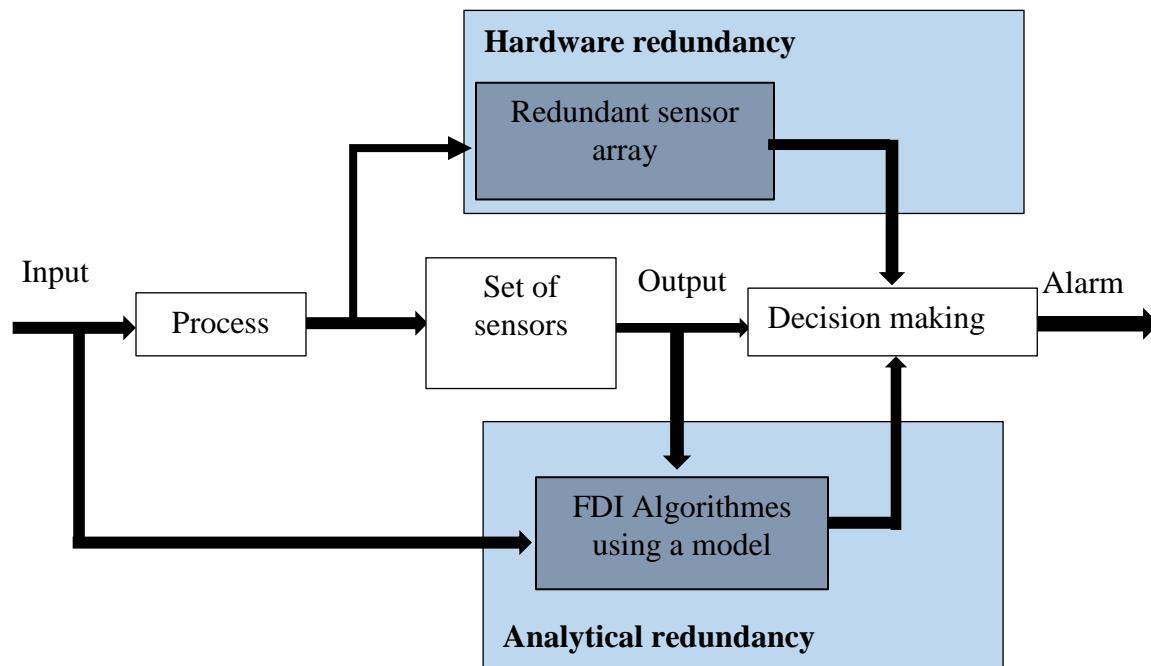 Hardware redundancy
Redundant sensor
array
Input
Process
Set of
sensors
Output
Decision making
Alarm
FDI Algorithmes
using a model
Analytical redundancy